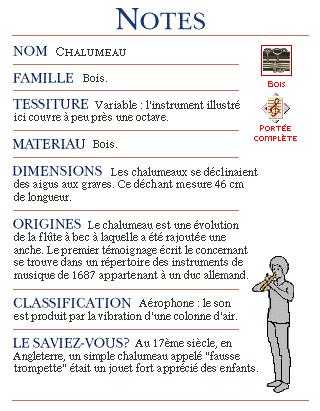 NOTES
NOM CHALUMEAU
BOIS
FAMILLE Bois.
TESSITURE Variable : l'instrument illustré
ici couvre à peu près une octave.
PORTÉE
COMPLÈTE
MATERIAU Bois.
DIMENSIONS Les chalumeaux se déclinaient
des aigus aux graves. Ce déchant mesure 46 cm
de longueur.
ORIGINES Le chalumeau est une évolution
de la flûte à bec à laquelle a été rajoutée une
anche. Le premier témoignage écrit le concernant
se trouve dans un répertoire des instruments de
musique de 1687 appartenant à un duc allemand.
CLASSIFICATION Aérophone : le son
est produit par la vibration d'une colonne d'air.
LE SAVIEZ-VOUS? Au 17ème siècle, en
Angleterre, un simple chalumeau appelé "fausse
trompette" était un jouet fort apprécié des enfants.